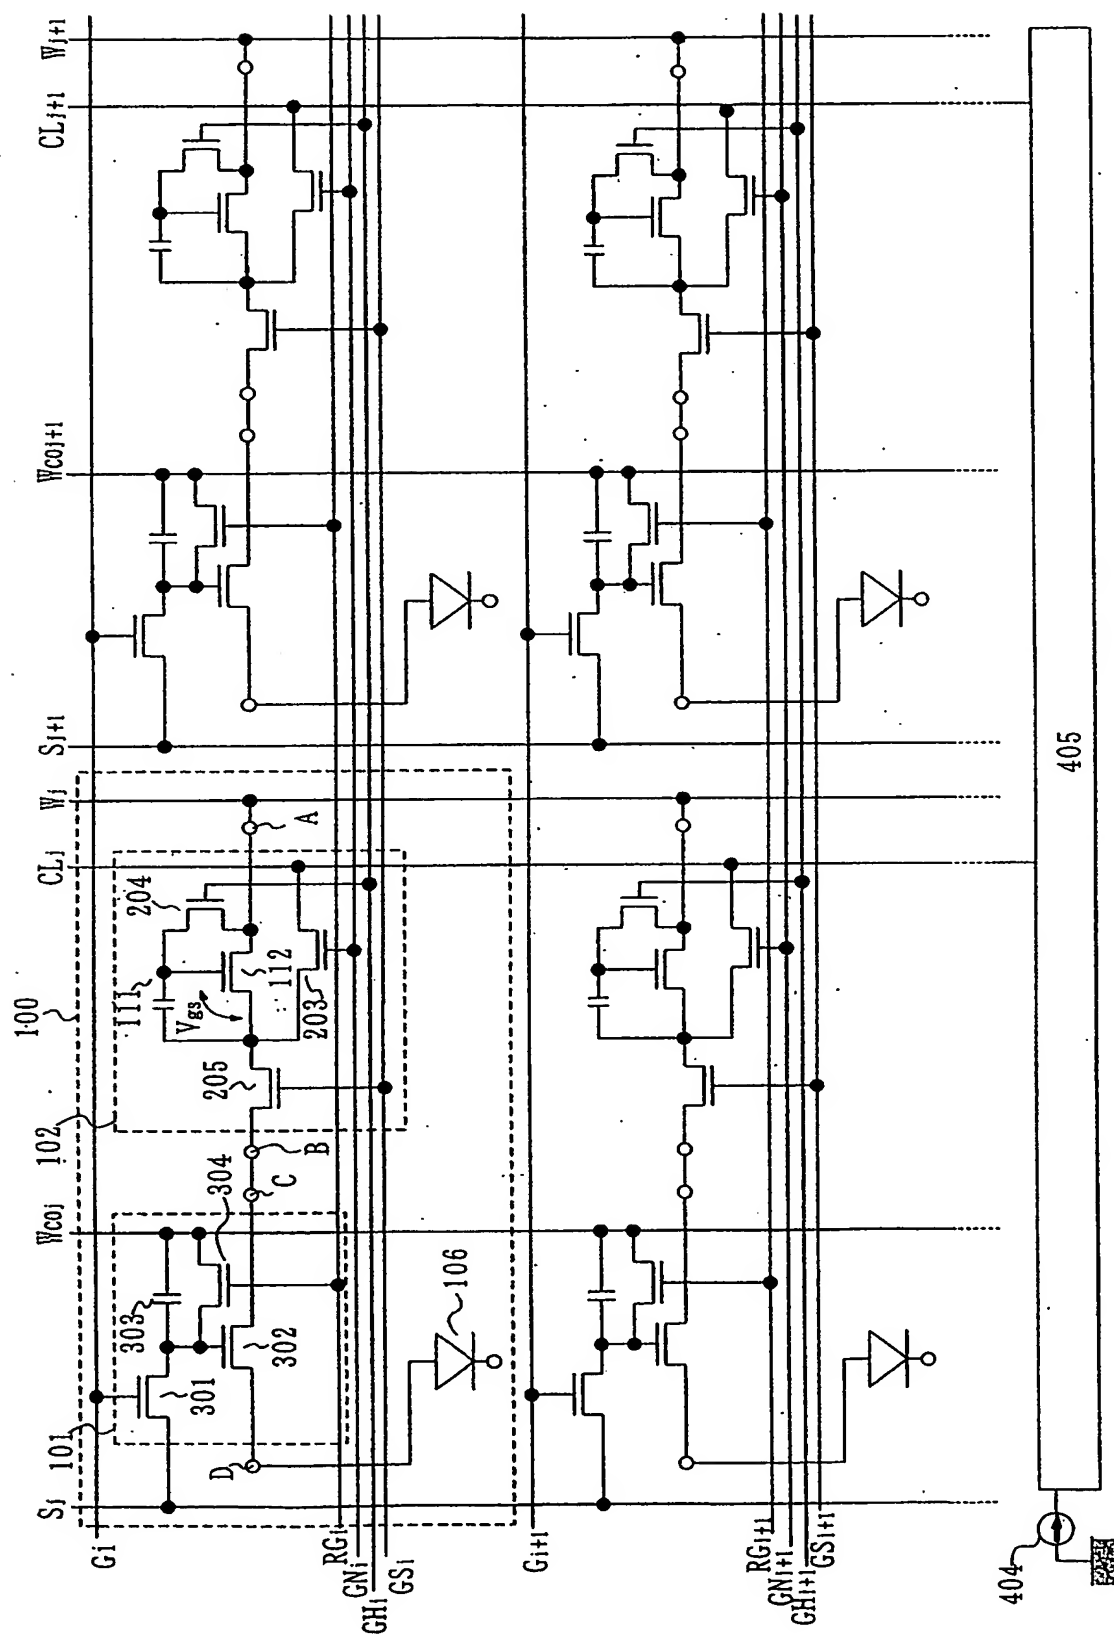 100
Sj
101
Wcoj
102
CLj
Wj
Sj+1
Wcoj+1
CLj+1
Wj+1
Gi
301
303
304
302
D
C
B
205
Vgs
111
204
112
203
A
106
RGi
GNi
GHi
GSi
Gi+1
RGi+1
GNi+1
GHi+1
GSi+1
404
405